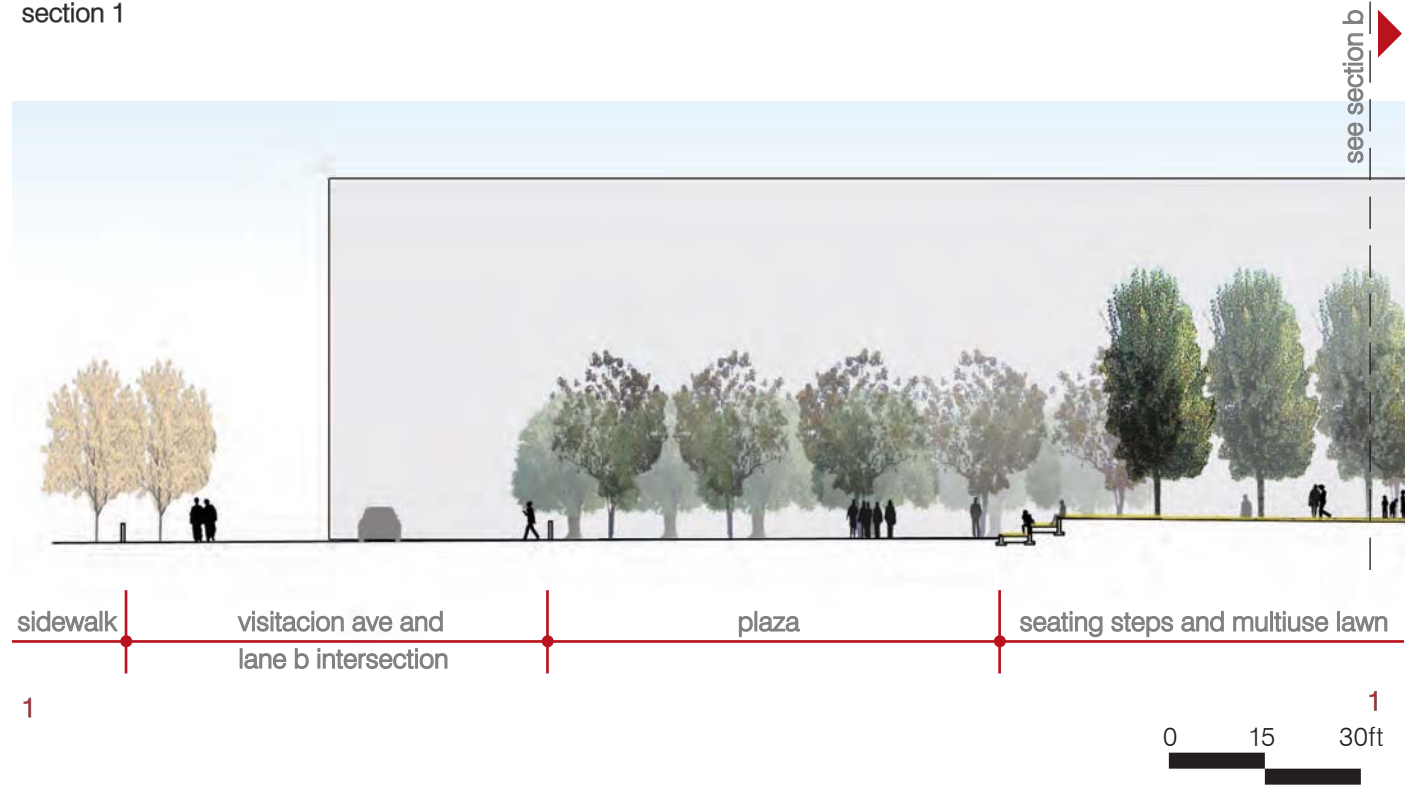 section 1
see section b
sidewalk
visitacion ave and
lane b intersection
plaza
seating steps and multiuse lawn
1
1
0 15 30ft